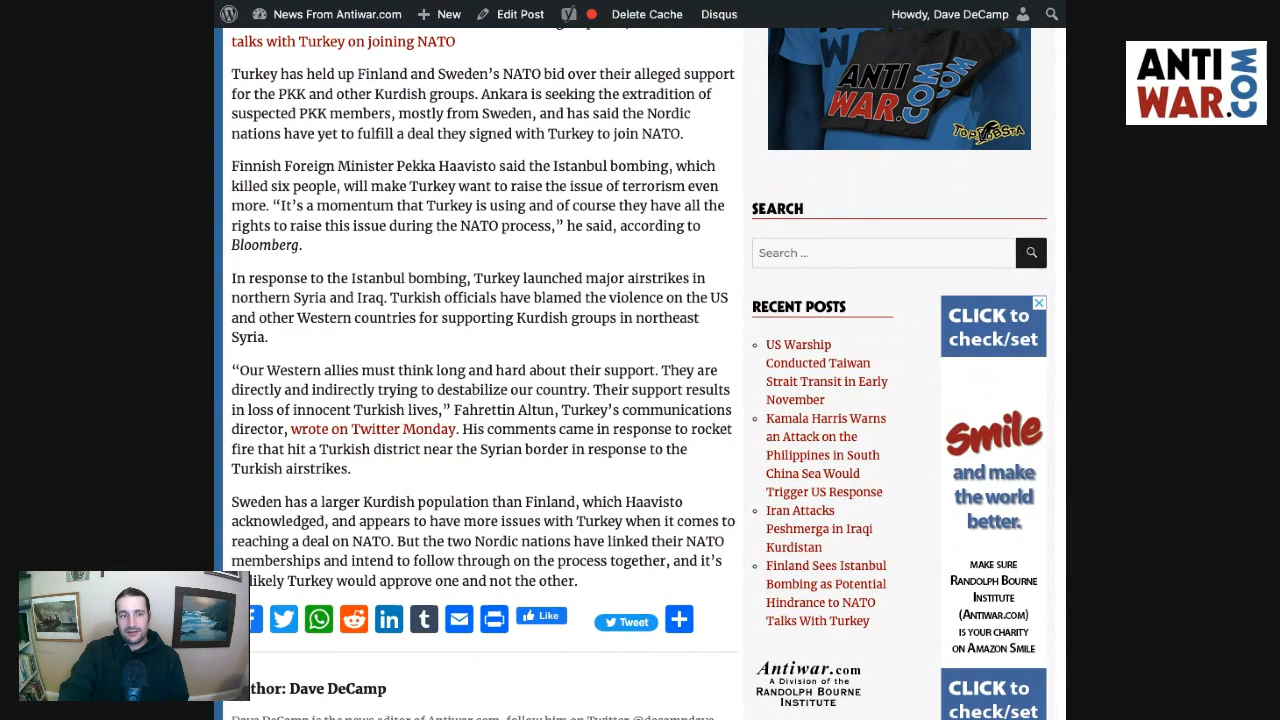 News From Antiwar.com
New
Edit Post
Delete Cache
Disqus
Howdy, Dave DeCamp
talks with Turkey on joining NATO
Turkey has held up Finland and Sweden’s NATO bid over their alleged support
for the PKK and other Kurdish groups. Ankara is seeking the extradition of
suspected PKK members, mostly from Sweden, and has said the Nordic
nations have yet to fulfill a deal they signed with Turkey to join NATO.
Finnish Foreign Minister Pekka Haavisto said the Istanbul bombing, which
killed six people, will make Turkey want to raise the issue of terrorism even
more. “It’s a momentum that Turkey is using and of course they have all the
rights to raise this issue during the NATO process,” he said, according to
Bloomberg.
In response to the Istanbul bombing, Turkey launched major airstrikes in
northern Syria and Iraq. Turkish officials have blamed the violence on the US
and other Western countries for supporting Kurdish groups in northeast
Syria.
“Our Western allies must think long and hard about their support. They are
directly and indirectly trying to destabilize our country. Their support results
in loss of innocent Turkish lives,” Fahrettin Altun, Turkey’s communications
director, wrote on Twitter Monday. His comments came in response to rocket
fire that hit a Turkish district near the Syrian border in response to the
Turkish airstrikes.
Sweden has a larger Kurdish population than Finland, which Haavisto
acknowledged, and appears to have more issues with Turkey when it comes to
reaching a deal on NATO. But the two Nordic nations have linked their NATO
memberships and intend to follow through on the process together, and it’s
likely Turkey would approve one and not the other.
Like
Tweet
Author: Dave DeCamp
Dave DeCamp is the news editor of Antiwar.com, follow him on Twitter @decampdave.
ANTI
WAR.COM
TopLobsta
SEARCH
Search ...
RECENT POSTS
US Warship
Conducted Taiwan
Strait Transit in Early
November
Kamala Harris Warns
an Attack on the
Philippines in South
China Sea Would
Trigger US Response
Iran Attacks
Peshmerga in Iraqi
Kurdistan
Finland Sees Istanbul
Bombing as Potential
Hindrance to NATO
Talks With Turkey
Antiwar.com
A Division of the
Randolph Bourne
Institute
CLICK to
check/set
Smile
and make
the world
better.
MAKE SURE
Randolph Bourne
Institute
(Antiwar.com)
is your charity
on Amazon Smile
CLICK to
check/set
ANTI
WAR.COM